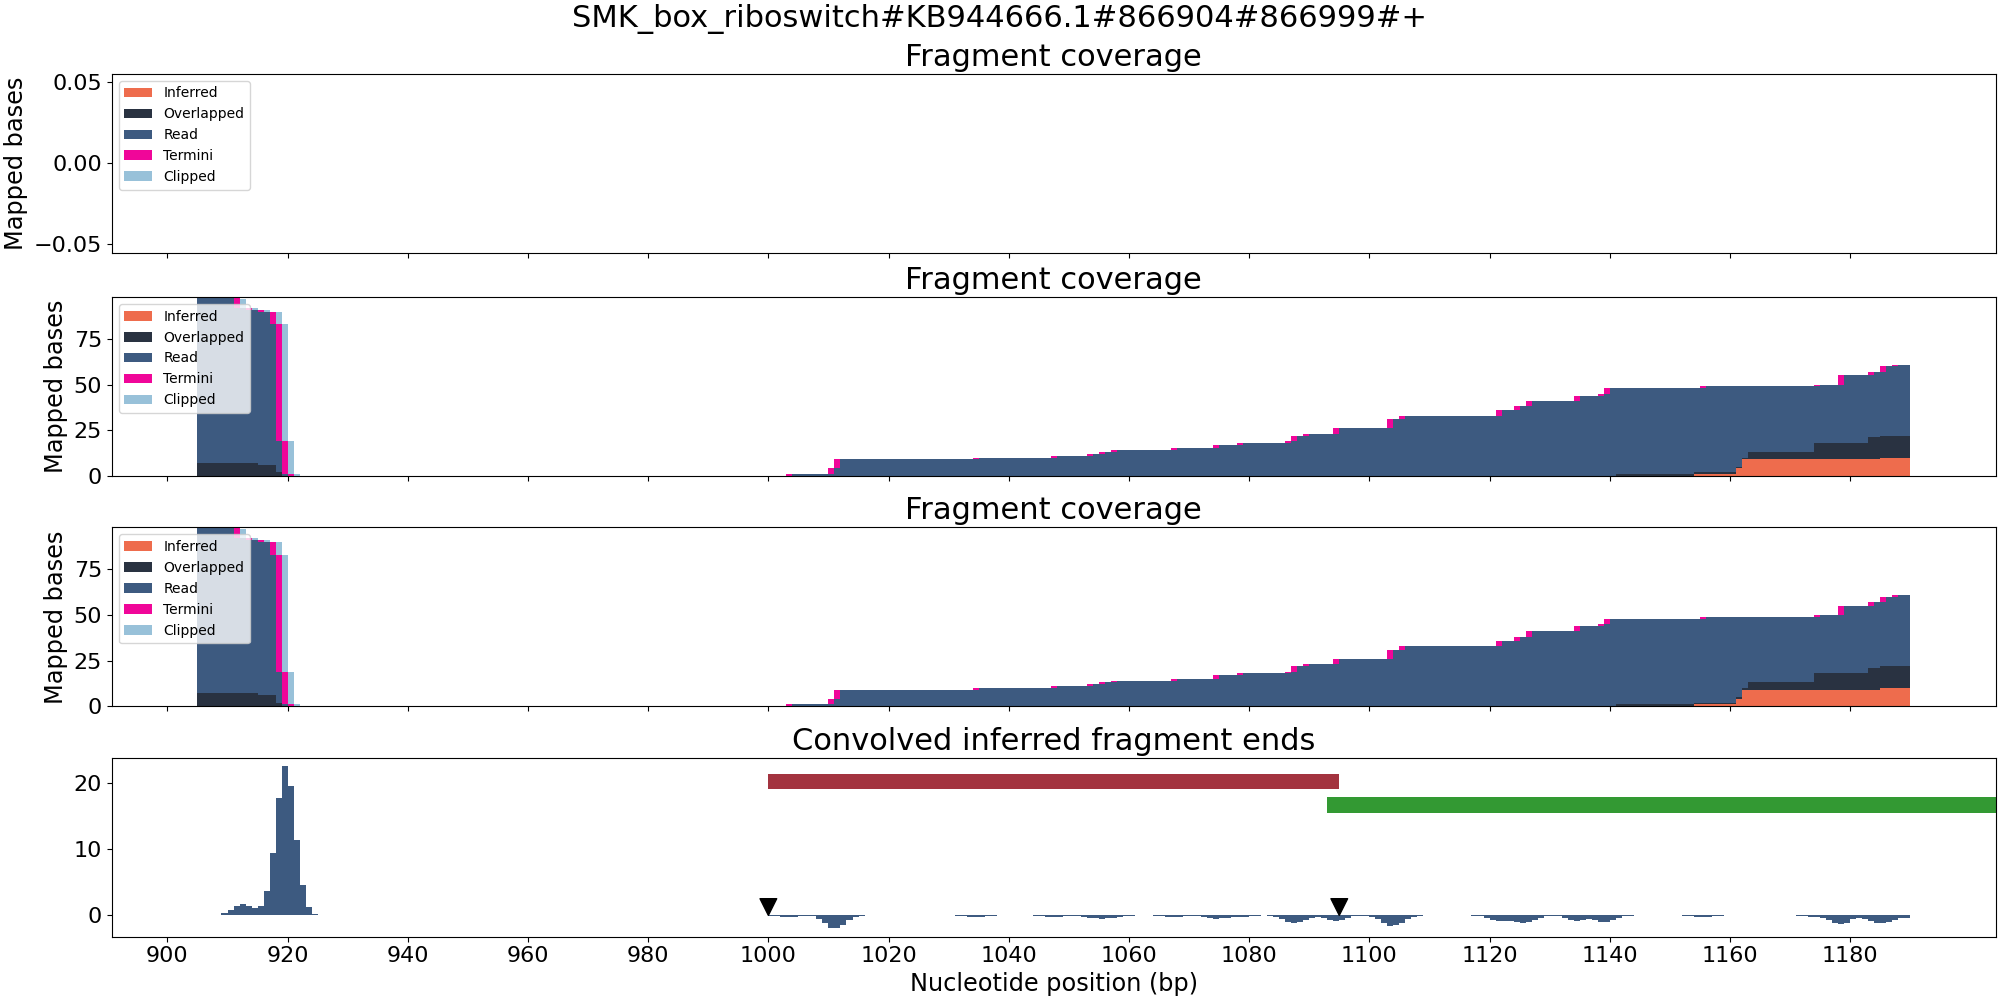 SMK_box_riboswitch#KB944666.1#866904#866999#+
Fragment coverage
Mapped bases
0.05
0.00
−0.05
Inferred
Overlapped
Read
Termini
Clipped
Fragment coverage
Mapped bases
75
50
25
0
Inferred
Overlapped
Read
Termini
Clipped
Fragment coverage
Mapped bases
75
50
25
0
Inferred
Overlapped
Read
Termini
Clipped
Convolved inferred fragment ends
20
10
0
900 920 940 960 980 1000 1020 1040 1060 1080 1100 1120 1140 1160 1180
Nucleotide position (bp)